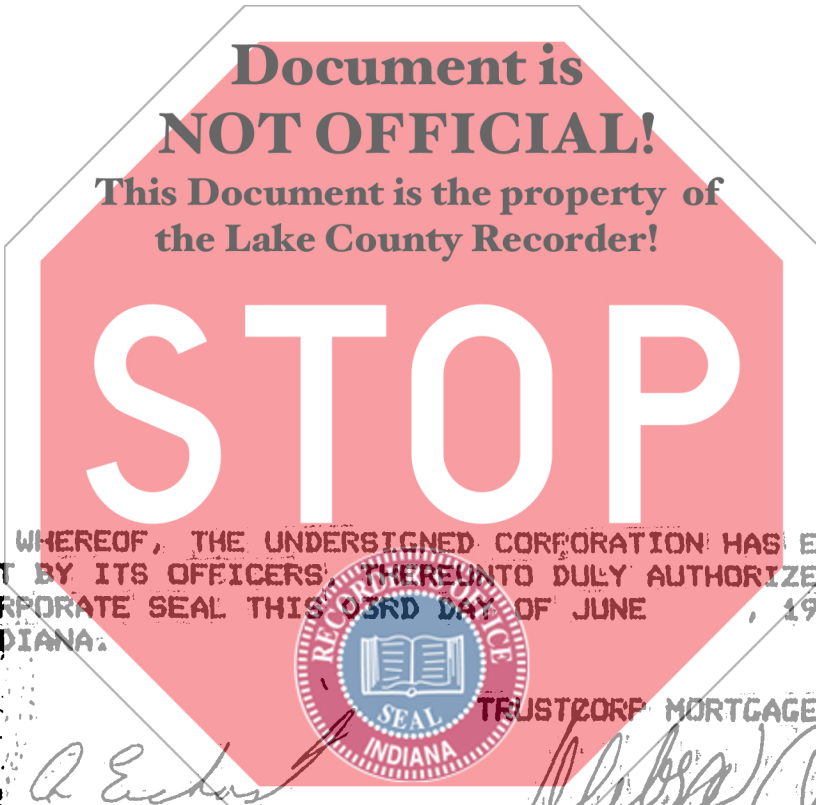 Document is
NOT OFFICIAL!
This Document is the property of
the Lake County Recorder!
STOP
WHEREOF, THE UNDERSIGNED CORPORATION HAS E
T BY ITS OFFICERS, THEREUNTO DULY AUTHORIZE
RPORATE SEAL THIS 03RD DAY OF JUNE , 19
DIANA.
RECORDER'S OFFICE
SEAL
INDIANA
TRUSTCORP MORTGAGE